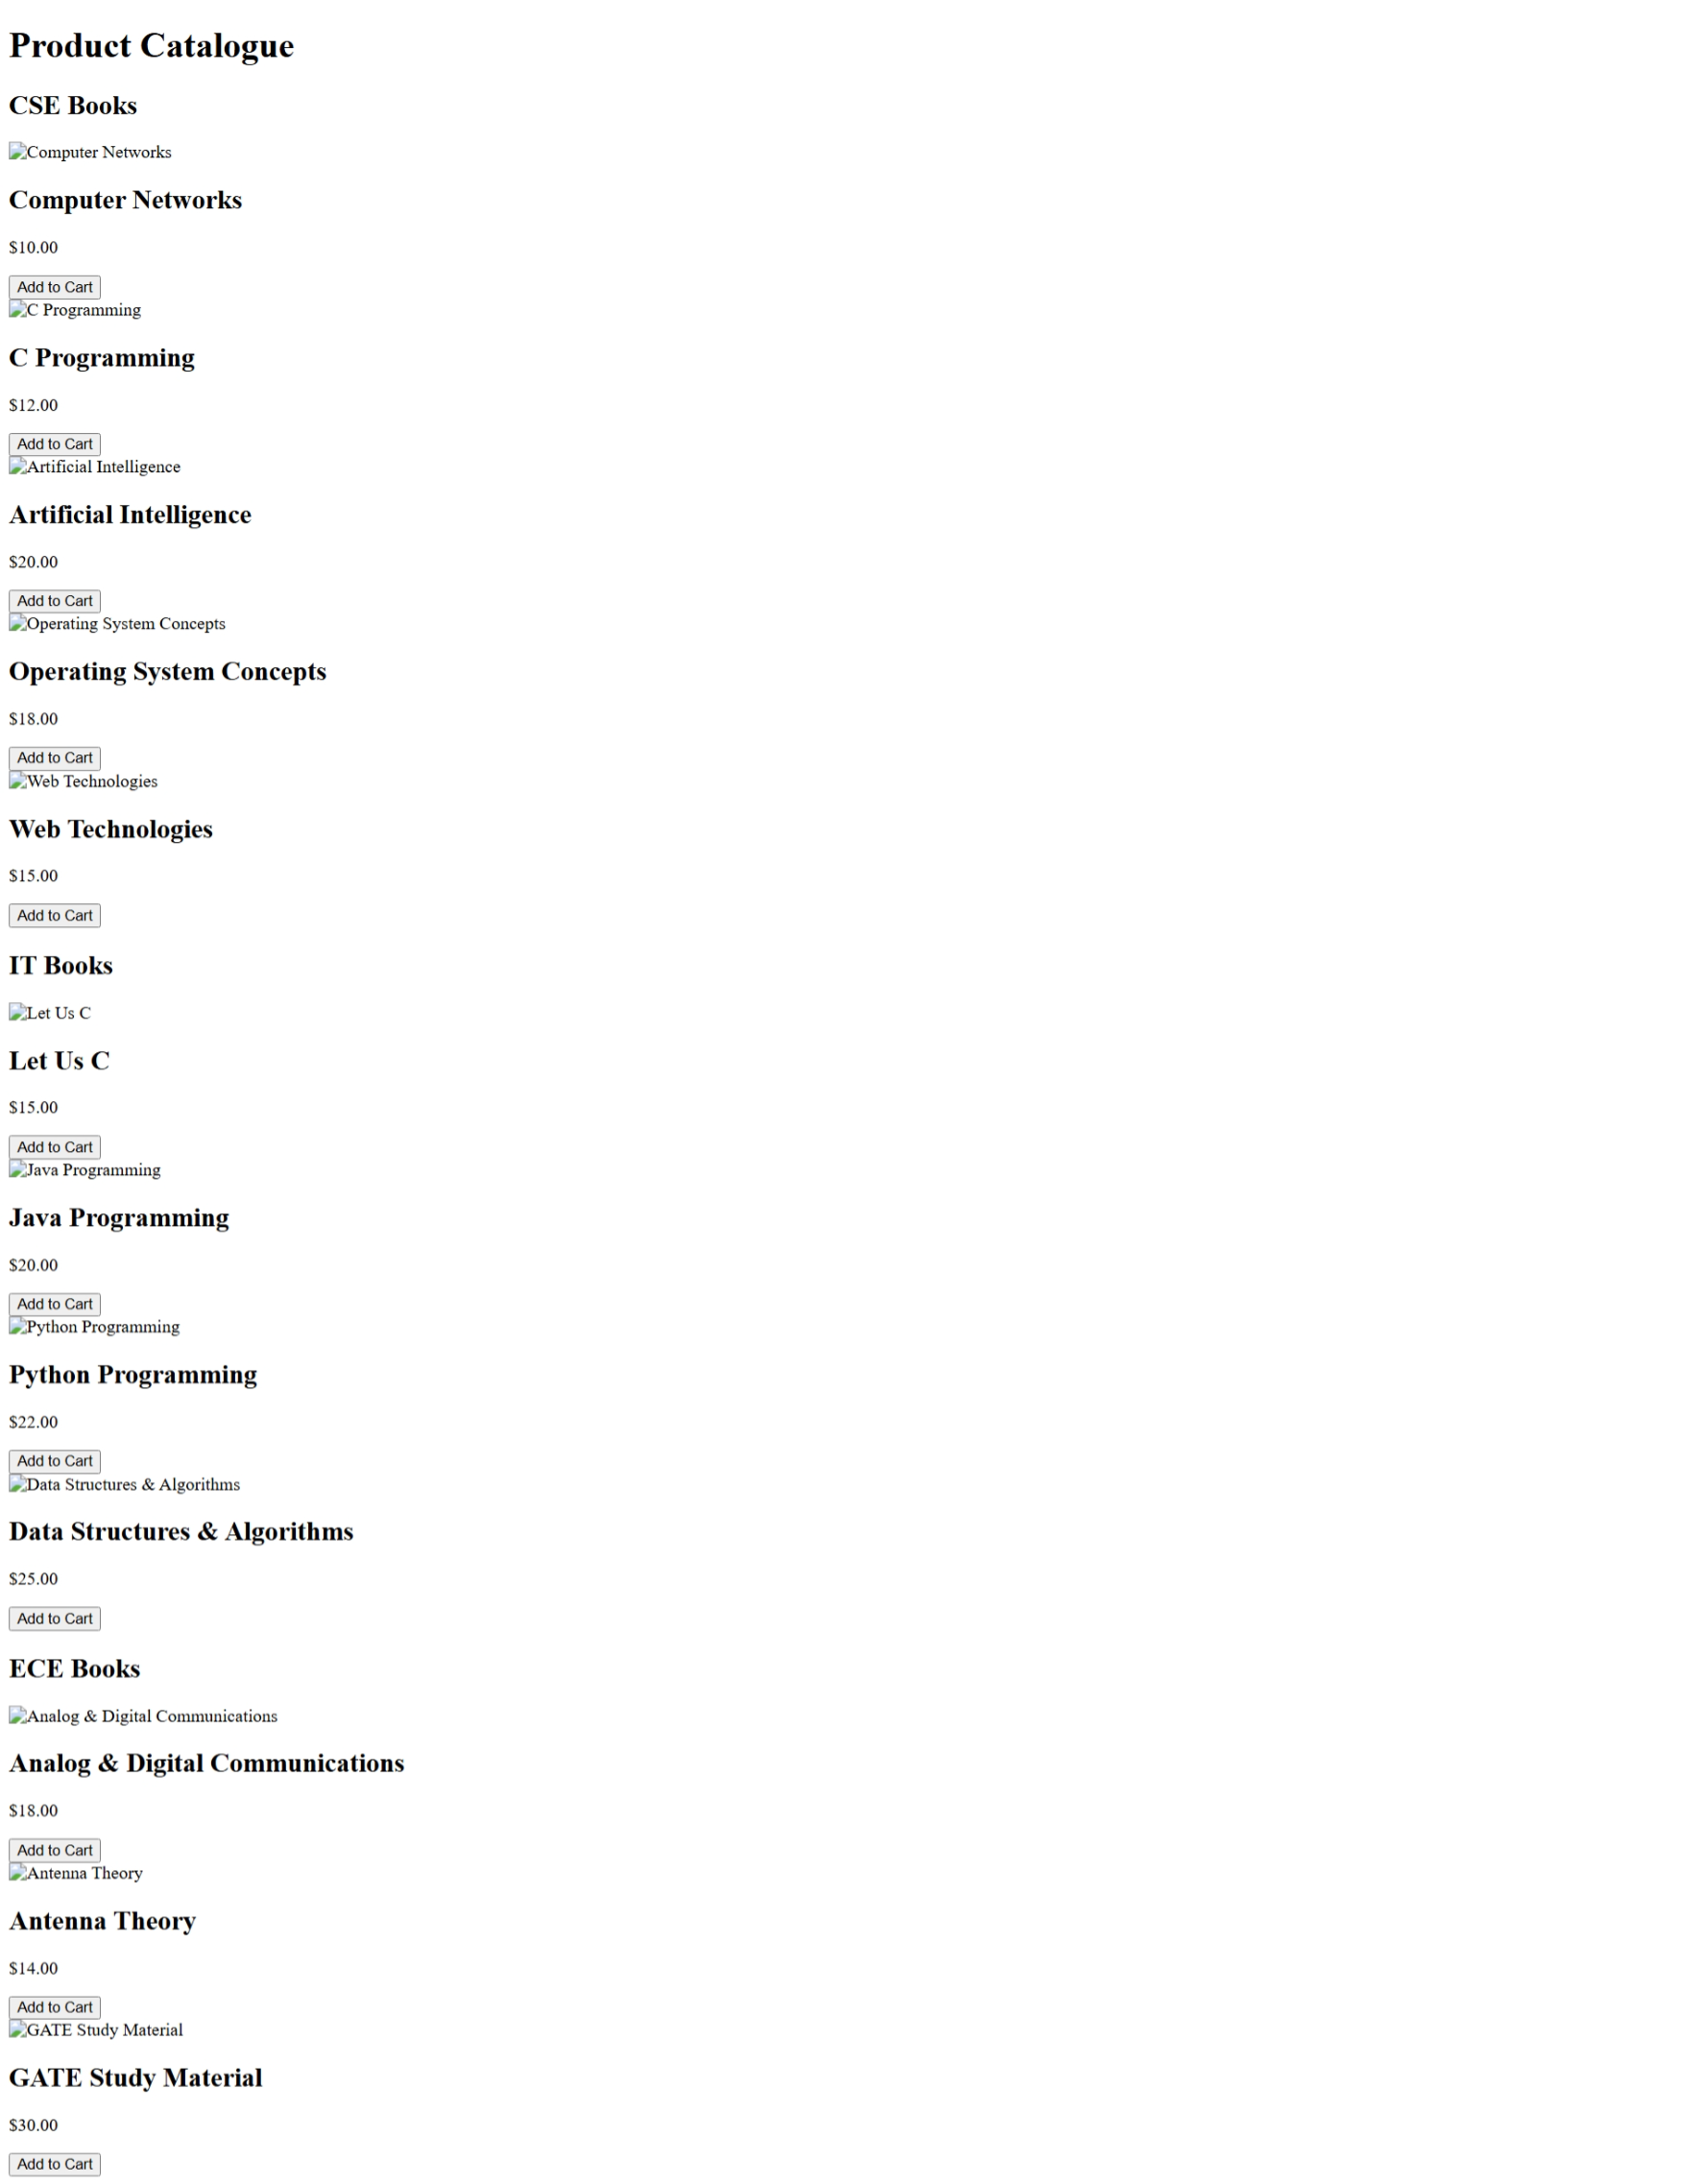 Product Catalogue
CSE Books
Computer Networks
Computer Networks
$10.00
Add to Cart
C Programming
C Programming
$12.00
Add to Cart
Artificial Intelligence
Artificial Intelligence
$20.00
Add to Cart
Operating System Concepts
Operating System Concepts
$18.00
Add to Cart
Web Technologies
Web Technologies
$15.00
Add to Cart
IT Books
Let Us C
Let Us C
$15.00
Add to Cart
Java Programming
Java Programming
$20.00
Add to Cart
Python Programming
Python Programming
$22.00
Add to Cart
Data Structures & Algorithms
Data Structures & Algorithms
$25.00
Add to Cart
ECE Books
Analog & Digital Communications
Analog & Digital Communications
$18.00
Add to Cart
Antenna Theory
Antenna Theory
$14.00
Add to Cart
GATE Study Material
GATE Study Material
$30.00
Add to Cart